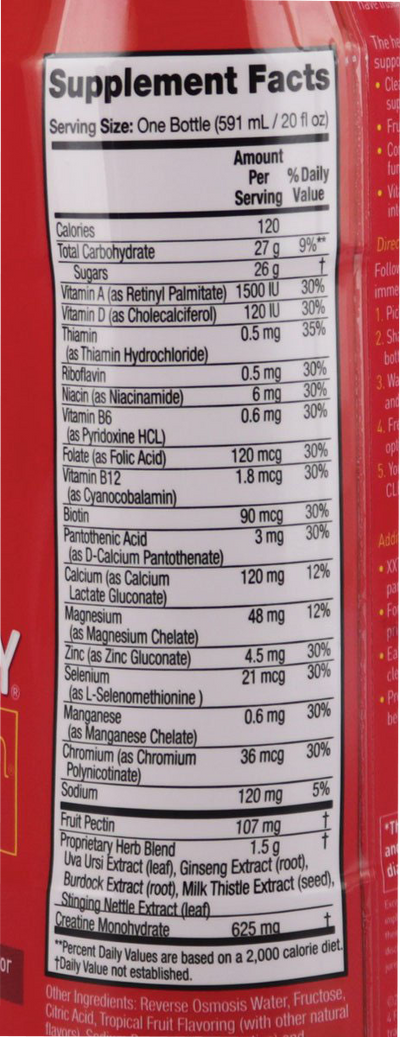 Supplement Facts
Serving Size: One Bottle (591 mL / 20 fl oz)
Amount Per Serving % Daily Value
Calories 120
Total Carbohydrate 27 g 9%**
Sugars 26 g †
Vitamin A (as Retinyl Palmitate) 1500 IU 30%
Vitamin D (as Cholecalciferol) 120 IU 30%
Thiamin 0.5 mg 35%
(as Thiamin Hydrochloride)
Riboflavin 0.5 mg 30%
Niacin (as Niacinamide) 6 mg 30%
Vitamin B6 0.6 mg 30%
(as Pyridoxine HCL)
Folate (as Folic Acid) 120 mcg 30%
Vitamin B12 1.8 mcg 30%
(as Cyanocobalamin)
Biotin 90 mcg 30%
Pantothenic Acid 3 mg 30%
(as D-Calcium Pantothenate)
Calcium (as Calcium 120 mg 12%
Lactate Gluconate)
Magnesium 48 mg 12%
(as Magnesium Chelate)
Zinc (as Zinc Gluconate) 4.5 mg 30%
Selenium 21 mcg 30%
(as L-Selenomethionine )
Manganese 0.6 mg 30%
(as Manganese Chelate)
Chromium (as Chromium 36 mcg 30%
Polynicotinate)
Sodium 120 mg 5%
Fruit Pectin 107 mg †
Proprietary Herb Blend 1.5 g †
Uva Ursi Extract (leaf), Ginseng Extract (root),
Burdock Extract (root), Milk Thistle Extract (seed),
Stinging Nettle Extract (leaf)
Creatine Monohydrate 625 mg †
**Percent Daily Values are based on a 2,000 calorie diet.
†Daily Value not established.
Other Ingredients: Reverse Osmosis Water, Fructose,
Citric Acid, Tropical Fruit Flavoring (with other natural
flavors),